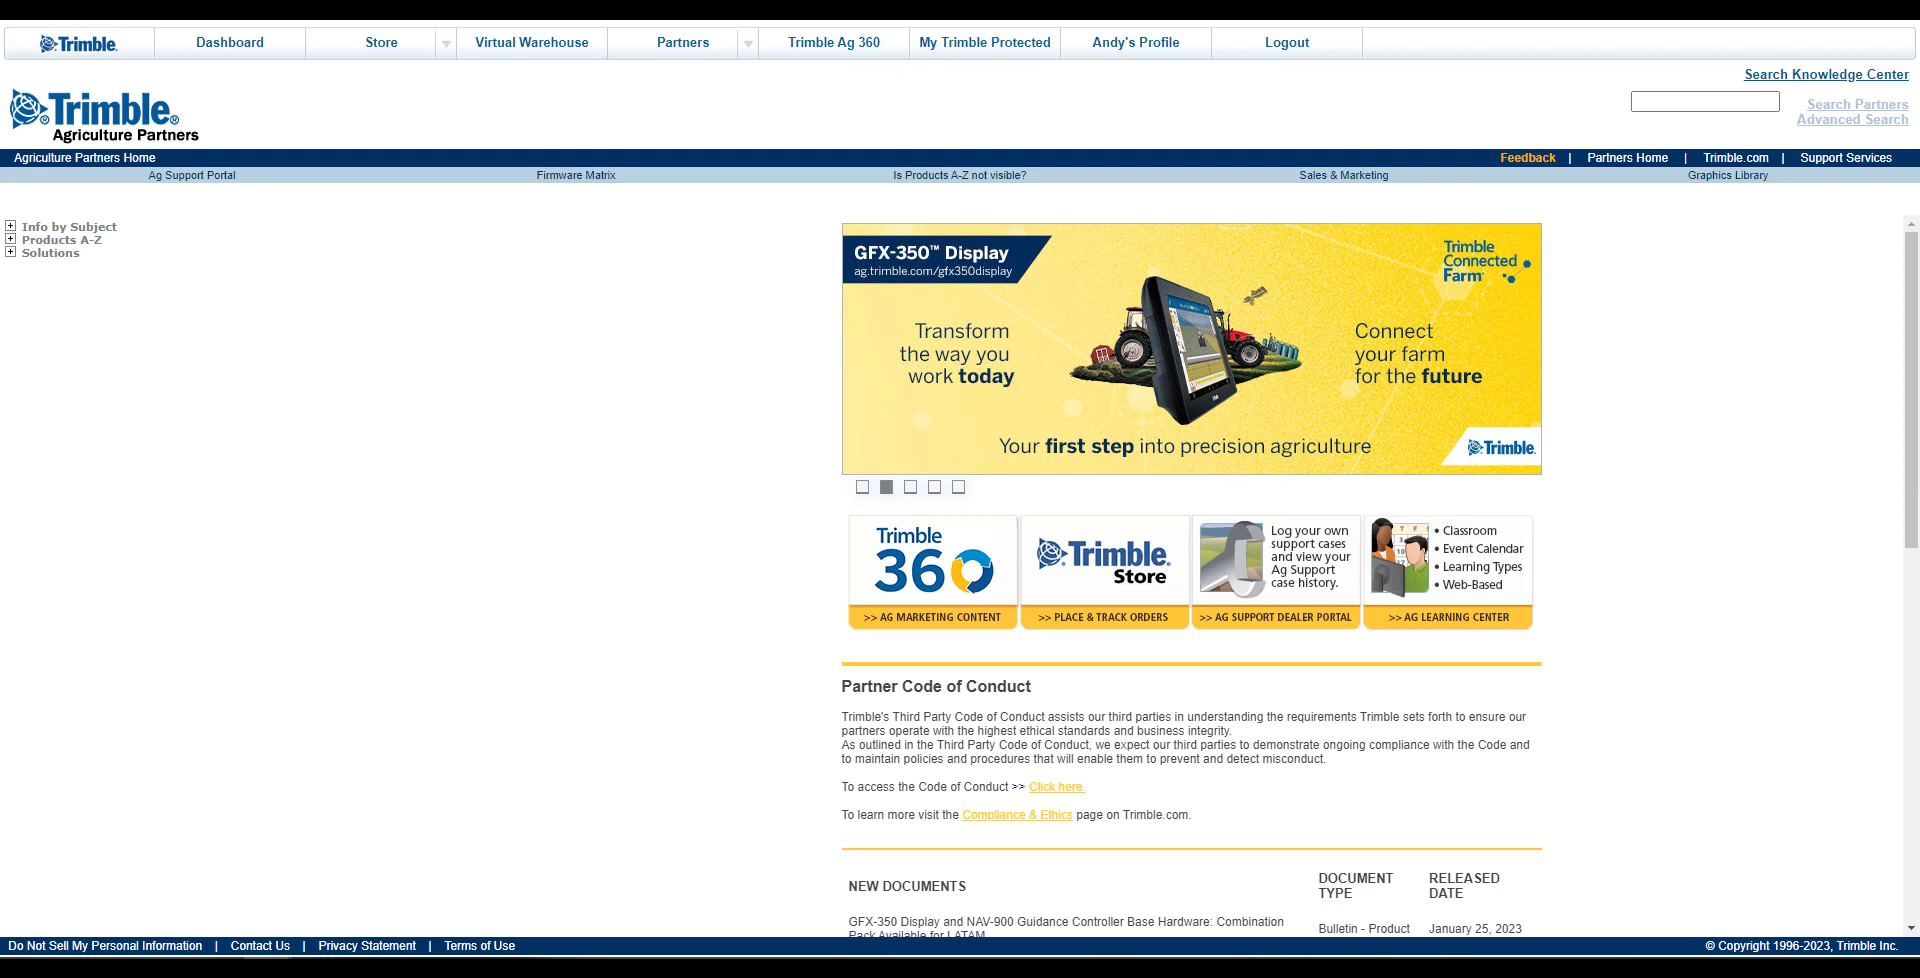 Trimble.
Dashboard
Store
Virtual Warehouse
Partners
Trimble Ag 360
My Trimble Protected
Andy's Profile
Logout
Search Knowledge Center
Trimble®
Agriculture Partners
Search Partners
Advanced Search
Agriculture Partners Home
Feedback | Partners Home | Trimble.com | Support Services
Ag Support Portal
Firmware Matrix
Is Products A-Z not visible?
Sales & Marketing
Graphics Library
Info by Subject
Products A-Z
Solutions
GFX-350™ Display
ag.trimble.com/gfx350display
Trimble
Connected
Farm™
Transform
the way you
work today
Connect
your farm
for the future
Your first step into precision agriculture
Trimble.
Trimble
360
>> AG MARKETING CONTENT
Trimble.
Store
>> PLACE & TRACK ORDERS
Log your own
support cases
and view your
Ag Support
case history.
>> AG SUPPORT DEALER PORTAL
• Classroom
• Event Calendar
• Learning Types
• Web-Based
>> AG LEARNING CENTER
Partner Code of Conduct
Trimble's Third Party Code of Conduct assists our third parties in understanding the requirements Trimble sets forth to ensure our
partners operate with the highest ethical standards and business integrity.
As outlined in the Third Party Code of Conduct, we expect our third parties to demonstrate ongoing compliance with the Code and
to maintain policies and procedures that will enable them to prevent and detect misconduct.
To access the Code of Conduct >> Click here.
To learn more visit the Compliance & Ethics page on Trimble.com.
NEW DOCUMENTS
DOCUMENT
TYPE
RELEASED
DATE
GFX-350 Display and NAV-900 Guidance Controller Base Hardware: Combination
Pack Available for LATAM
Bulletin - Product
January 25, 2023
Do Not Sell My Personal Information | Contact Us | Privacy Statement | Terms of Use
© Copyright 1996-2023, Trimble Inc.